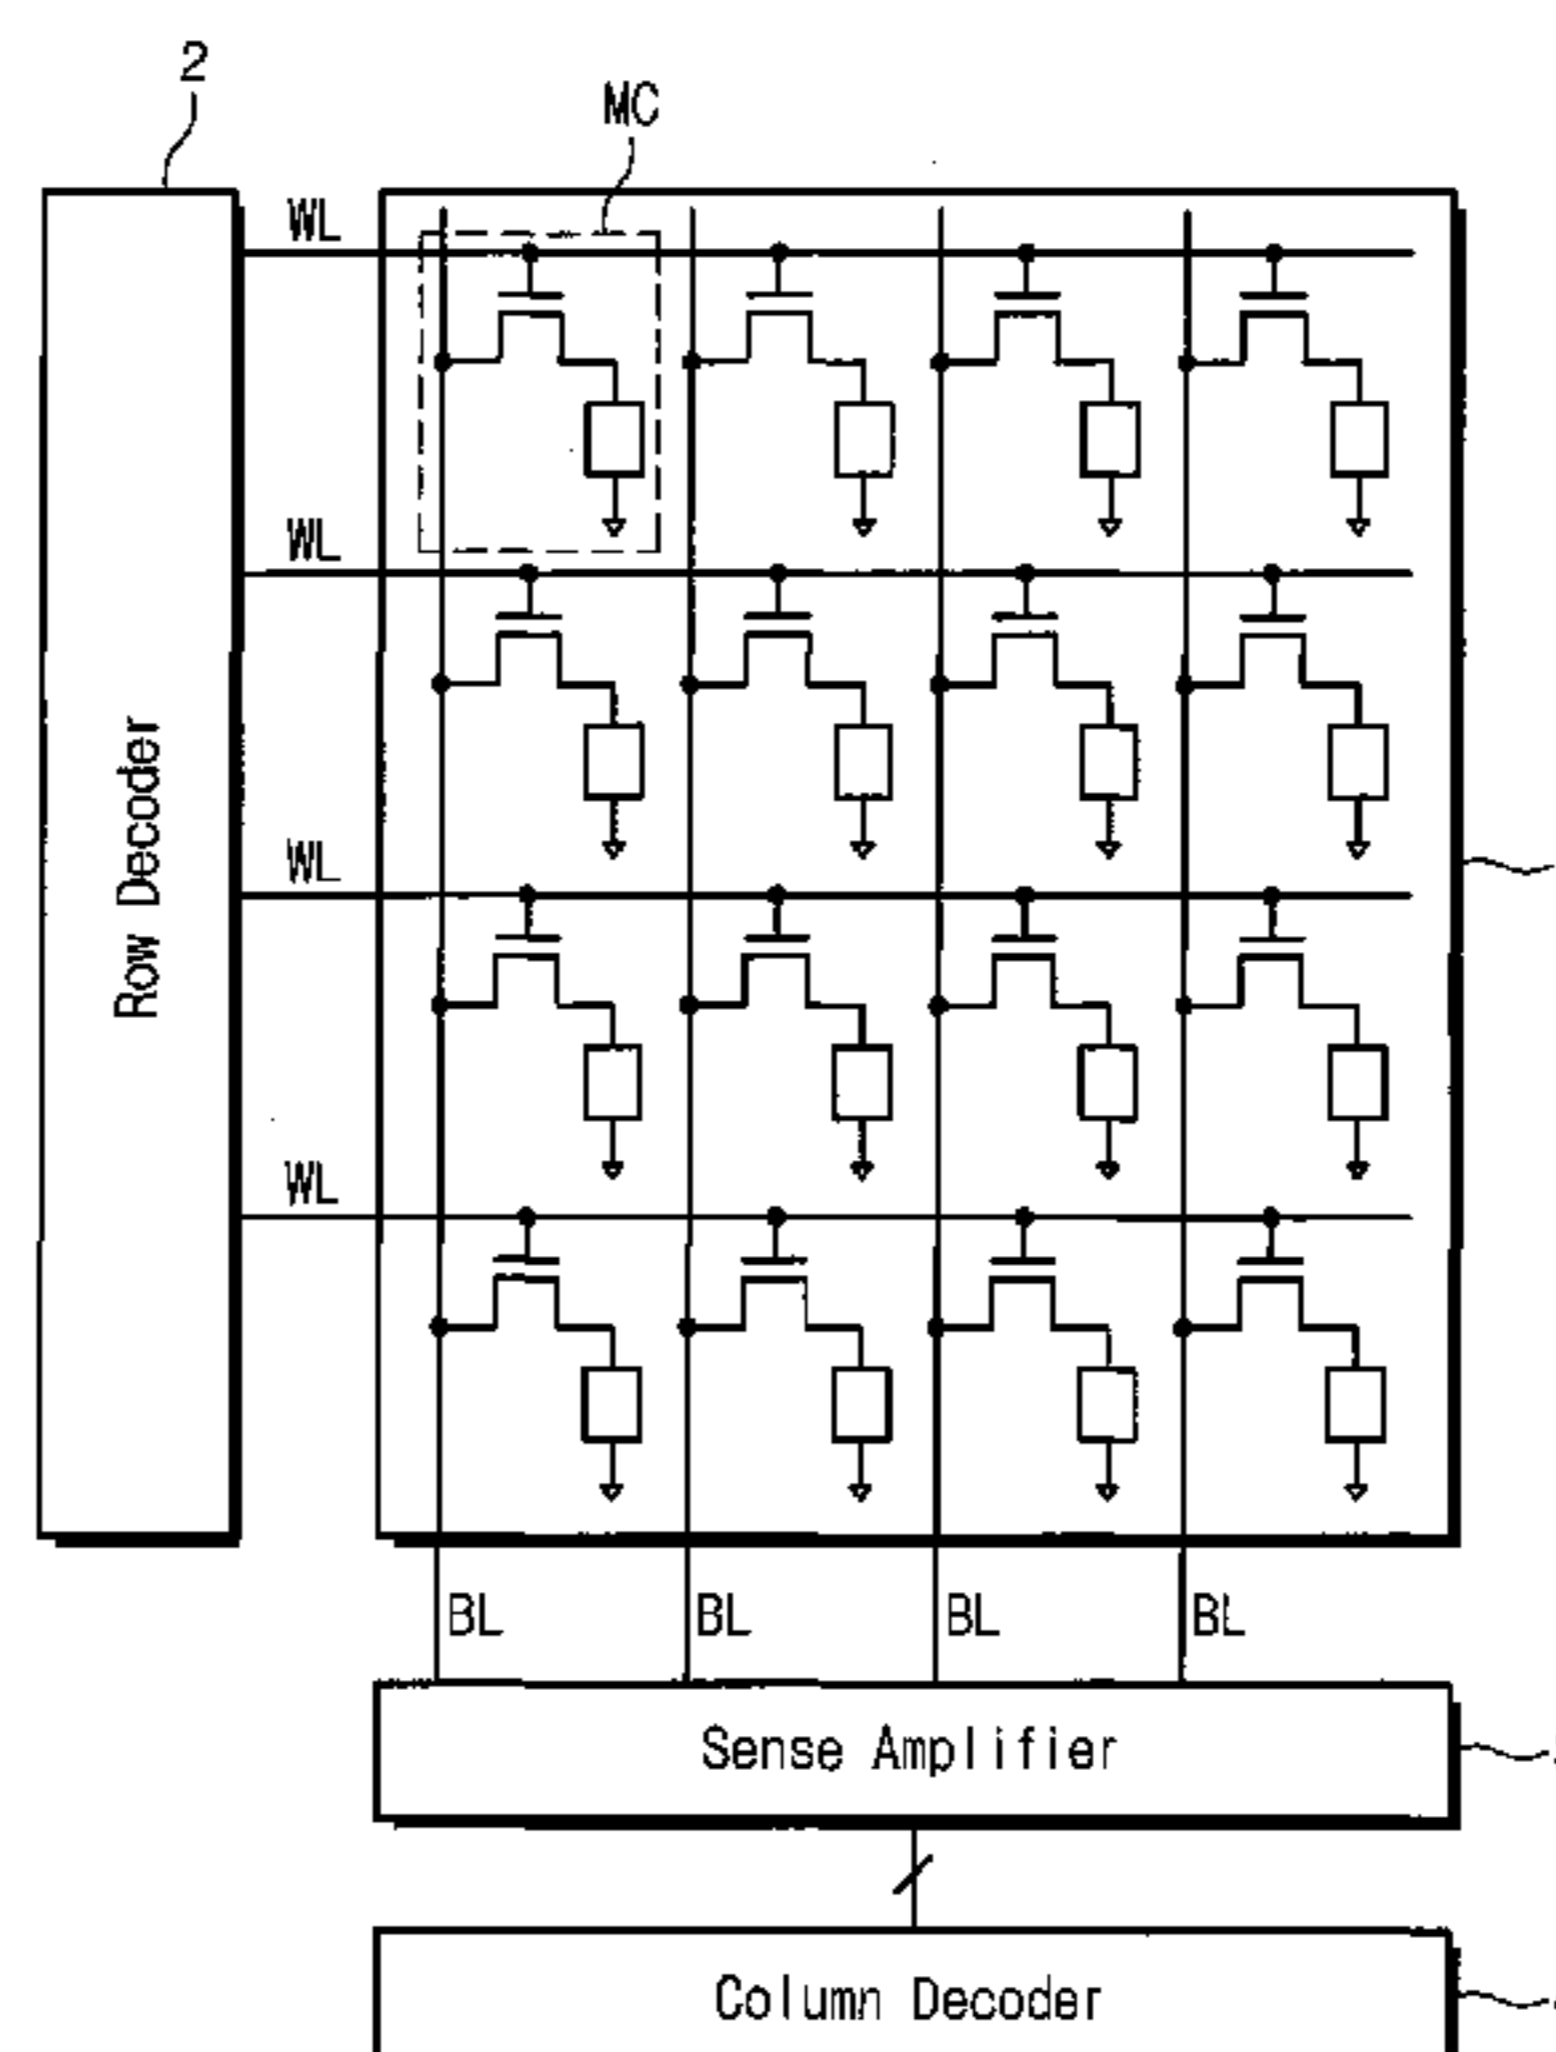 2
MC
WL
WL
Row Decoder
WL
WL
BL BL BL BL
Sense Amplifier
Column Decoder